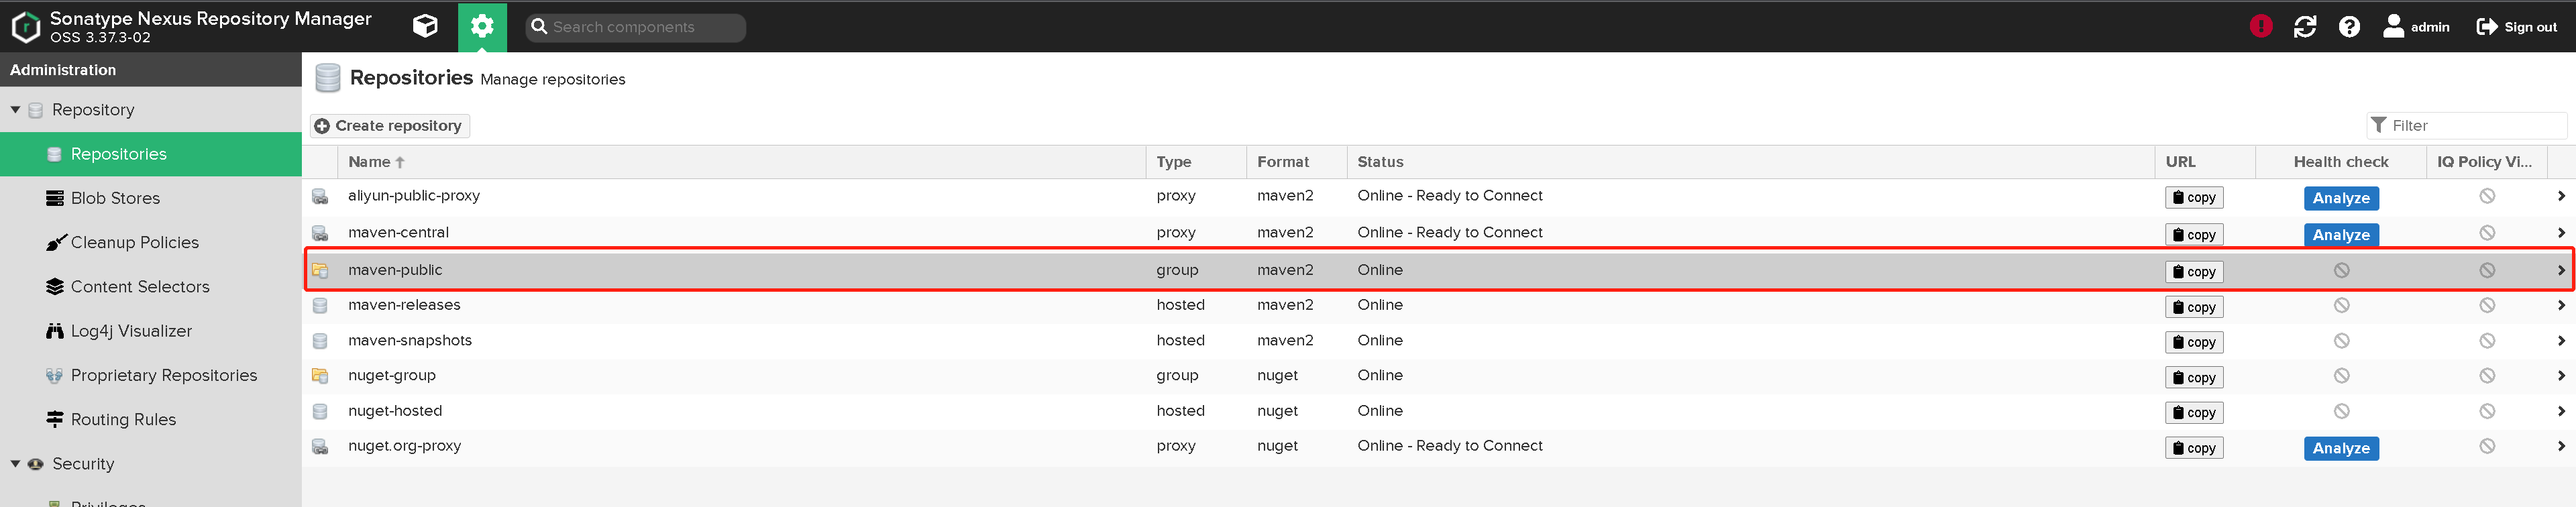 Sonatype Nexus Repository Manager
OSS 3.37.3-02
Search components
admin
Sign out
Administration
Repository
Repositories
Blob Stores
Cleanup Policies
Content Selectors
Log4j Visualizer
Proprietary Repositories
Routing Rules
Security
Repositories Manage repositories
Create repository
Filter
Name Type Format Status URL Health check IQ Policy Vi...
aliyun-public-proxy proxy maven2 Online - Ready to Connect copy Analyze
maven-central proxy maven2 Online - Ready to Connect copy Analyze
maven-public group maven2 Online copy
maven-releases hosted maven2 Online copy
maven-snapshots hosted maven2 Online copy
nuget-group group nuget Online copy
nuget-hosted hosted nuget Online copy
nuget.org-proxy proxy nuget Online - Ready to Connect copy Analyze